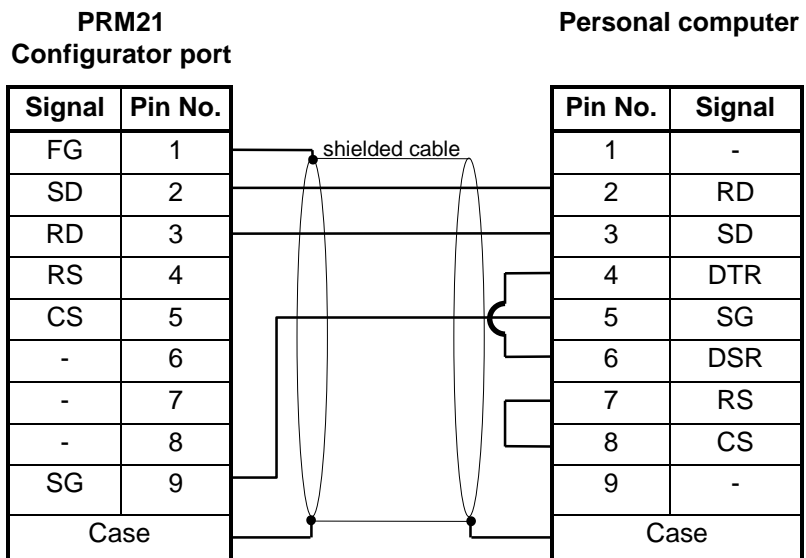 PRM21
Configurator port
Personal computer
Signal Pin No. Pin No. Signal
FG 1 shielded cable 1 -
SD 2 2 RD
RD 3 3 SD
RS 4 4 DTR
CS 5 5 SG
- 6 6 DSR
- 7 7 RS
- 8 8 CS
SG 9 9 -
Case Case